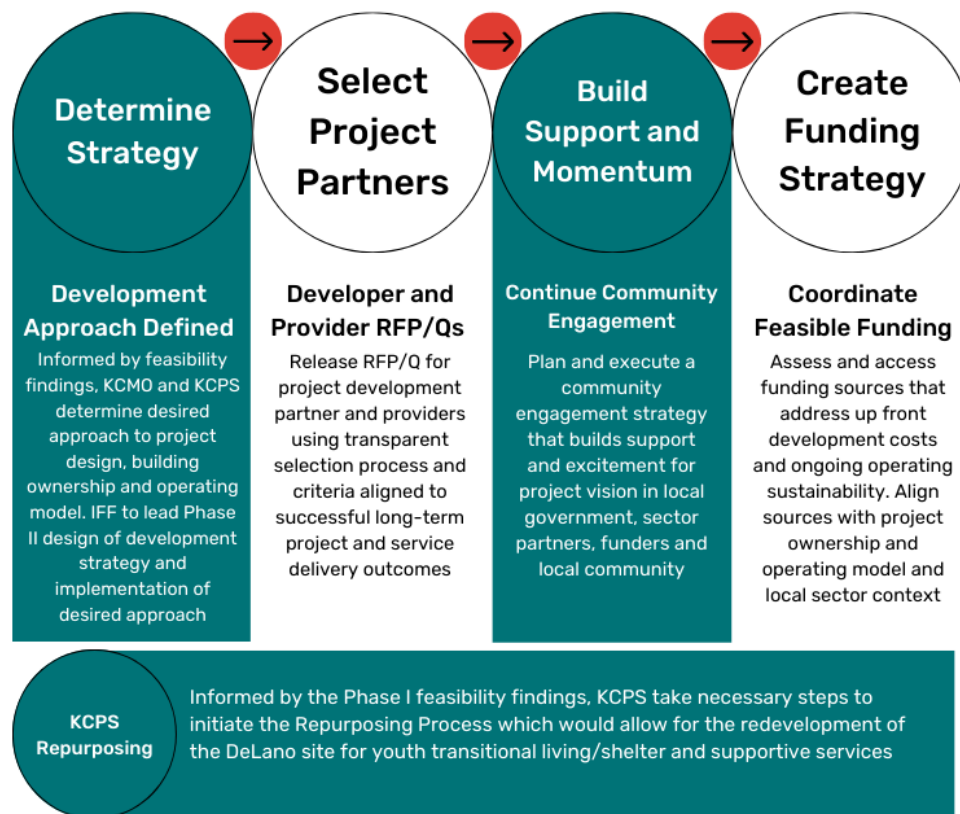 Determine
Strategy
Select
Project
Partners
Build
Support and
Momentum
Create
Funding
Strategy
Development
Approach Defined
Informed by feasibility
findings, KCMO and KCPS
determine desired
approach to project
design, building
ownership and operating
model. IFF to lead Phase
II design of development
strategy and
implementation of
desired approach
Developer and
Provider RFP/Qs
Release RFP/Q for
project development
partner and providers
using transparent
selection process and
criteria aligned to
successful long-term
project and service
delivery outcomes
Continue Community
Engagement
Plan and execute a
community
engagement strategy
that builds support
and excitement for
project vision in local
government, sector
partners, funders and
local community
Coordinate
Feasible Funding
Assess and access
funding sources that
address up front
development costs
and ongoing operating
sustainability. Align
sources with project
ownership and
operating model and
local sector context
KCPS
Repurposing
Informed by the Phase I feasibility findings, KCPS take necessary steps to
initiate the Repurposing Process which would allow for the redevelopment of
the DeLano site for youth transitional living/shelter and supportive services